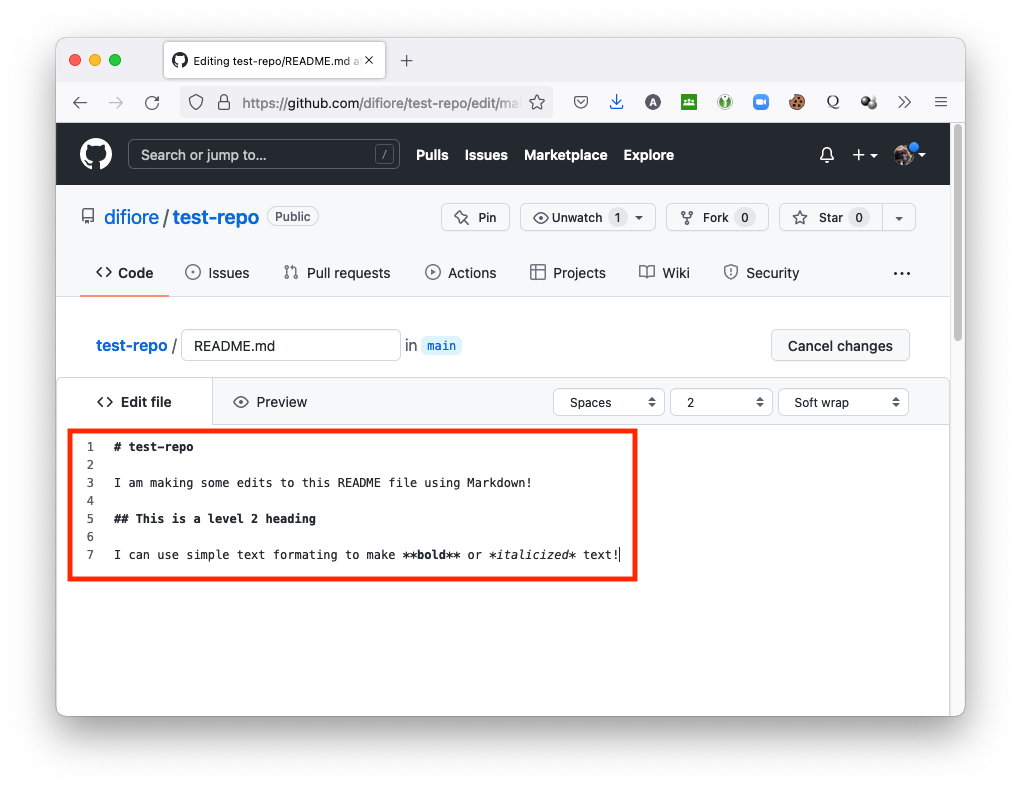 Editing test-repo/README.md a
https://github.com/difiore/test-repo/edit/ma
Search or jump to... /
Pulls Issues Marketplace Explore
difiore / test-repo Public
Pin Unwatch 1 Fork 0 Star 0
Code Issues Pull requests Actions Projects Wiki Security
test-repo / README.md in main Cancel changes
Edit file Preview Spaces 2 Soft wrap
1 # test-repo
2
3 I am making some edits to this README file using Markdown!
4
5 ## This is a level 2 heading
6
7 I can use simple text formating to make **bold** or *italicized* text!